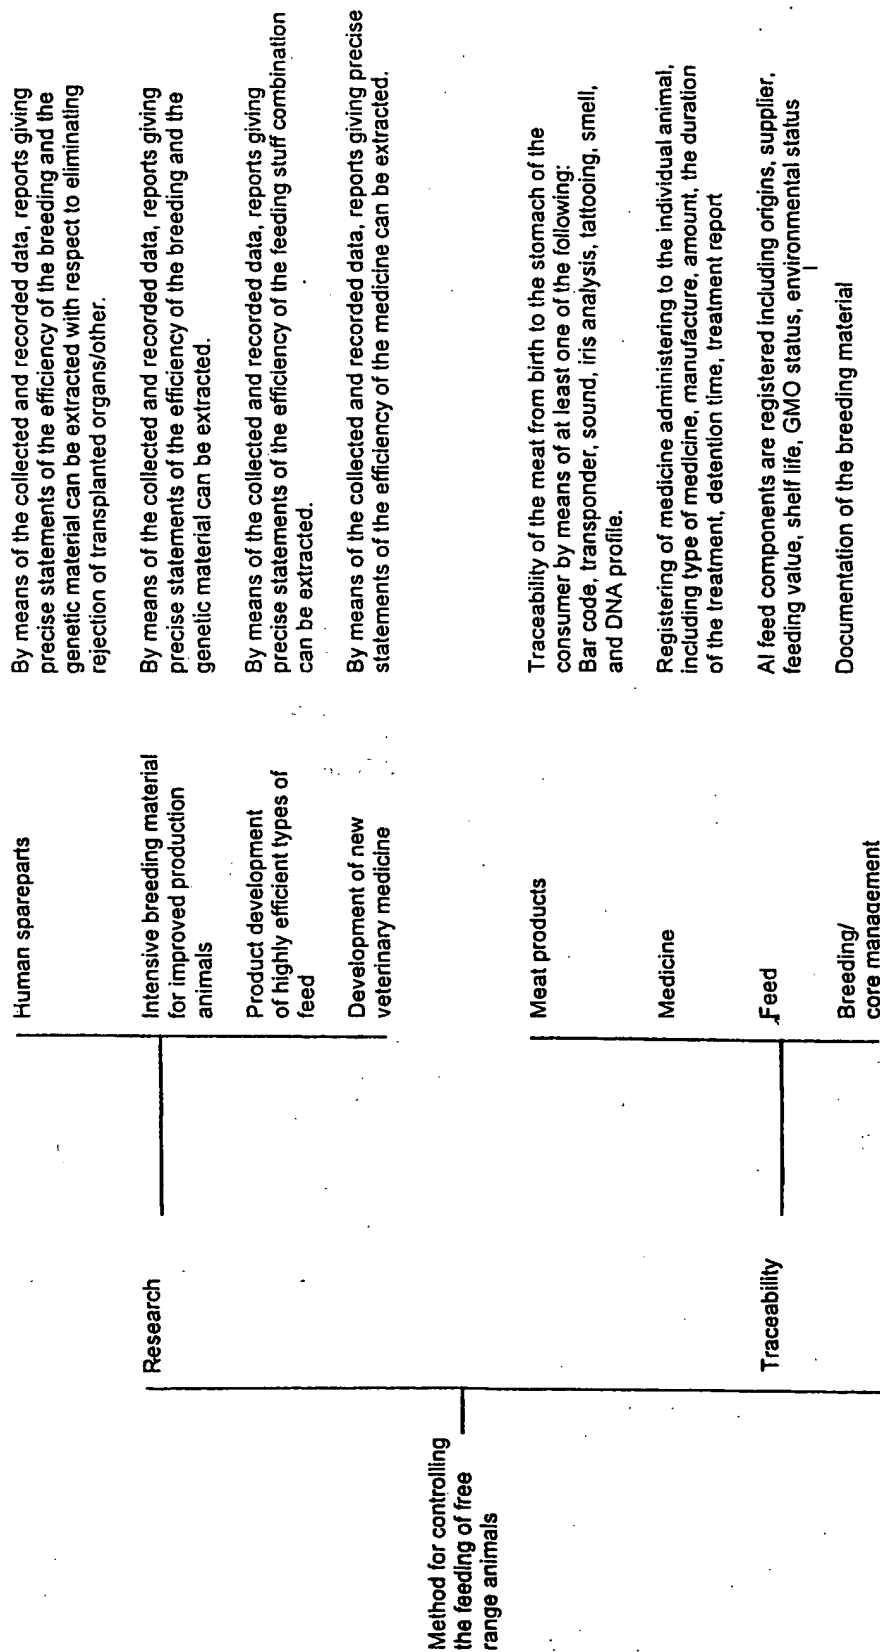 Method for controlling
the feeding of free
range animals
Research
Human spareparts
By means of the collected and recorded data, reports giving
precise statements of the efficiency of the breeding and the
genetic material can be extracted with respect to eliminating
rejection of transplanted organs/other.
Intensive breeding material
for improved production
animals
By means of the collected and recorded data, reports giving
precise statements of the efficiency of the breeding and the
genetic material can be extracted.
Product development
of highly efficient types of
feed
By means of the collected and recorded data, reports giving
precise statements of the efficiency of the feeding stuff combination
can be extracted.
Development of new
veterinary medicine
By means of the collected and recorded data, reports giving precise
statements of the efficiency of the medicine can be extracted.
Traceability
Meat products
Traceability of the meat from birth to the stomach of the
consumer by means of at least one of the following:
Bar code, transponder, sound, iris analysis, tattooing, smell,
and DNA profile.
Medicine
Registering of medicine administering to the individual animal,
including type of medicine, manufacture, amount, the duration
of the treatment, detention time, treatment report
Feed
Al feed components are registered including origins, supplier,
feeding value, shelf life, GMO status, environmental status
Breeding/
core management
Documentation of the breeding material